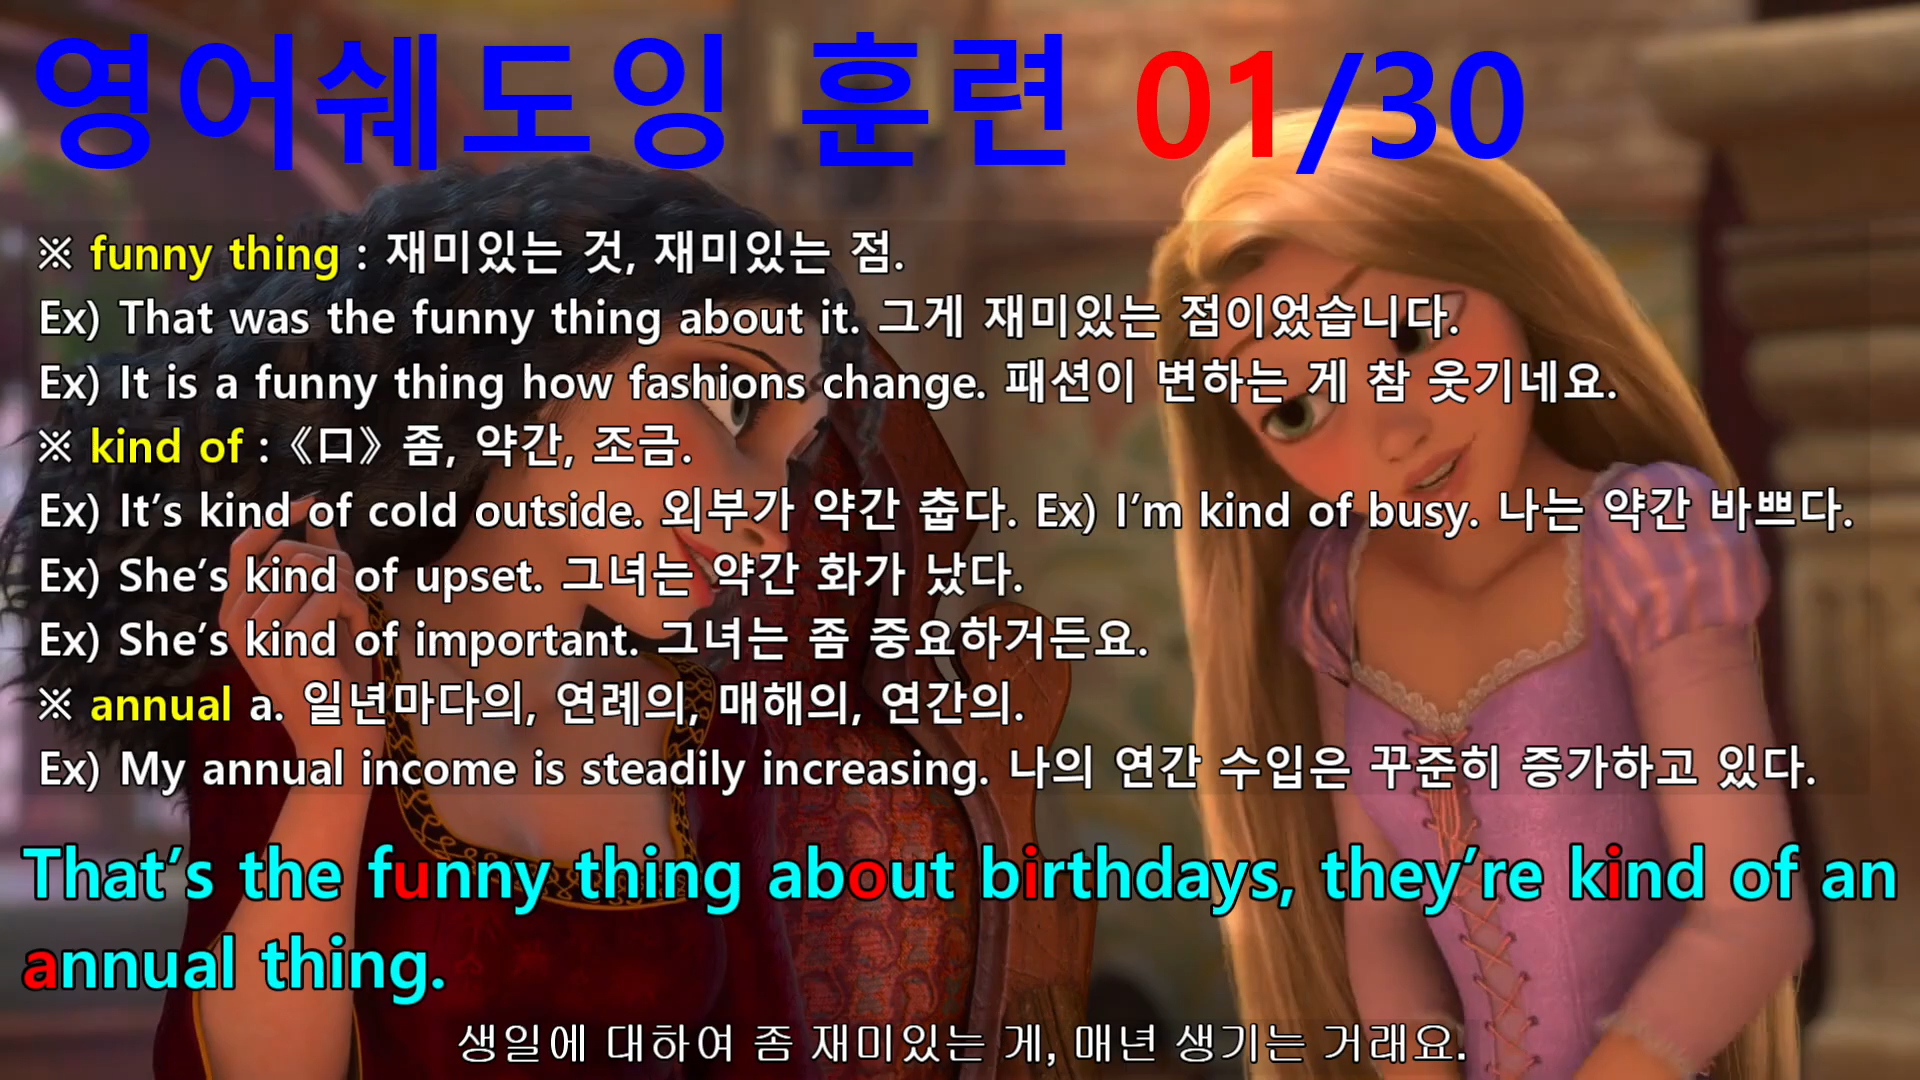 영어쉐도잉 훈련 01/30
※ funny thing : 재미있는 것, 재미있는 점.
Ex) That was the funny thing about it. 그게 재미있는 점이었습니다.
Ex) It is a funny thing how fashions change. 패션이 변하는 게 참 웃기네요.
※ kind of :《口》좀, 약간, 조금.
Ex) It’s kind of cold outside. 외부가 약간 춥다. Ex) I’m kind of busy. 나는 약간 바쁘다.
Ex) She’s kind of upset. 그녀는 약간 화가 났다.
Ex) She’s kind of important. 그녀는 좀 중요하거든요.
※ annual a. 일년마다의, 연례의, 매해의, 연간의.
Ex) My annual income is steadily increasing. 나의 연간 수입은 꾸준히 증가하고 있다.
That’s the funny thing about birthdays, they’re kind of an
annual thing.
생일에 대하여 좀 재미있는 게, 매년 생기는 거래요.